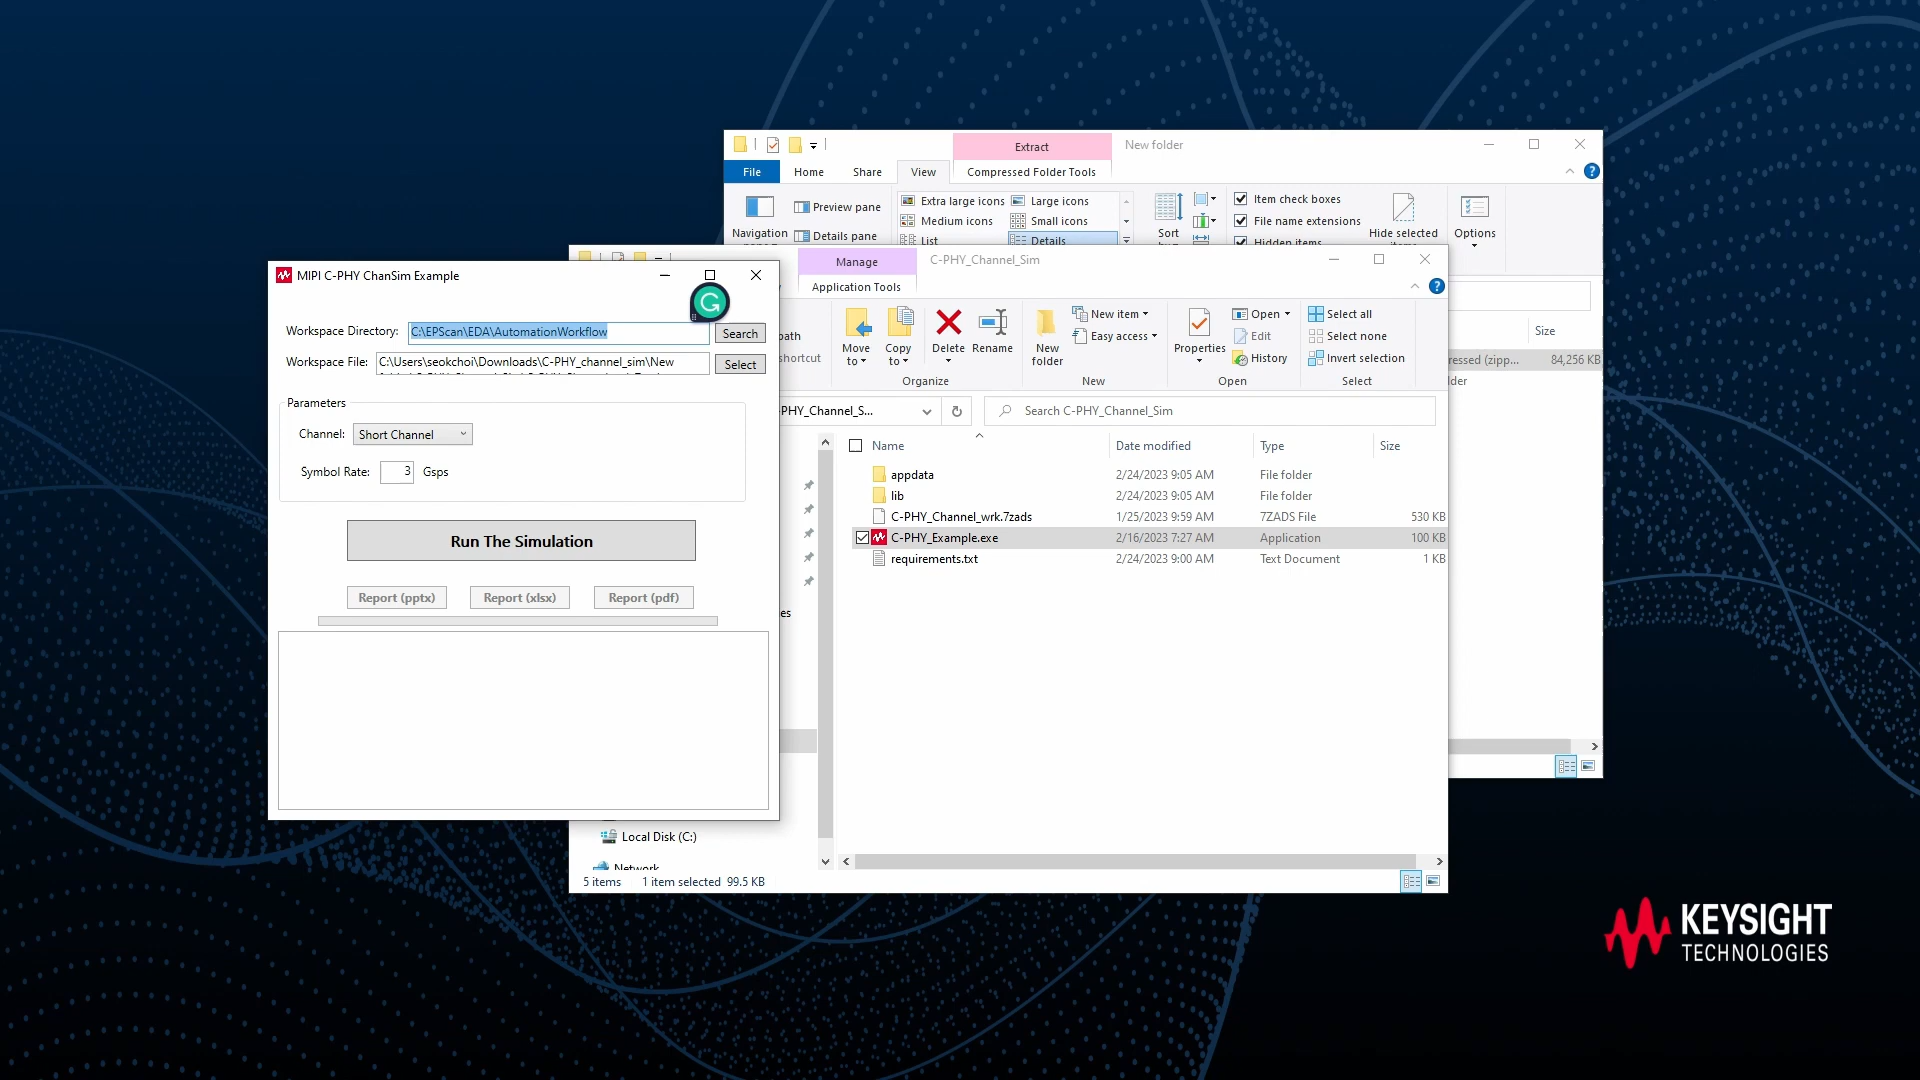 Extract
New folder
File
Home
Share
View
Compressed Folder Tools
Navigation
Preview pane
Details pane
Extra large icons
Large icons
Medium icons
Small icons
List
Details
Sort
Item check boxes
File name extensions
Hidden items
Hide selected
Options
Size
84,256 KB
Manage
C-PHY_Channel_Sim
Application Tools
Move to
Copy to
Delete
Rename
Organize
New folder
New item
Easy access
New
Properties
Open
Edit
History
Open
Select all
Select none
Invert selection
Select
Search C-PHY_Channel_Sim
Name
Date modified
Type
Size
appdata
2/24/2023 9:05 AM
File folder
lib
2/24/2023 9:05 AM
File folder
C-PHY_Channel_wrk.7zads
1/25/2023 9:59 AM
7ZADS File
530 KB
C-PHY_Example.exe
2/16/2023 7:27 AM
Application
100 KB
requirements.txt
2/24/2023 9:00 AM
Text Document
1 KB
Local Disk (C:)
Network
5 items
1 item selected 99.5 KB
MIPI C-PHY ChanSim Example
Workspace Directory:
C:\EPScan\EDA\AutomationWorkflow
Search
Workspace File:
C:\Users\seokchoi\Downloads\C-PHY_channel_sim\New
Select
Parameters
Channel:
Short Channel
Symbol Rate:
3
Gsps
Run The Simulation
Report (pptx)
Report (xlsx)
Report (pdf)
KEYSIGHT
TECHNOLOGIES